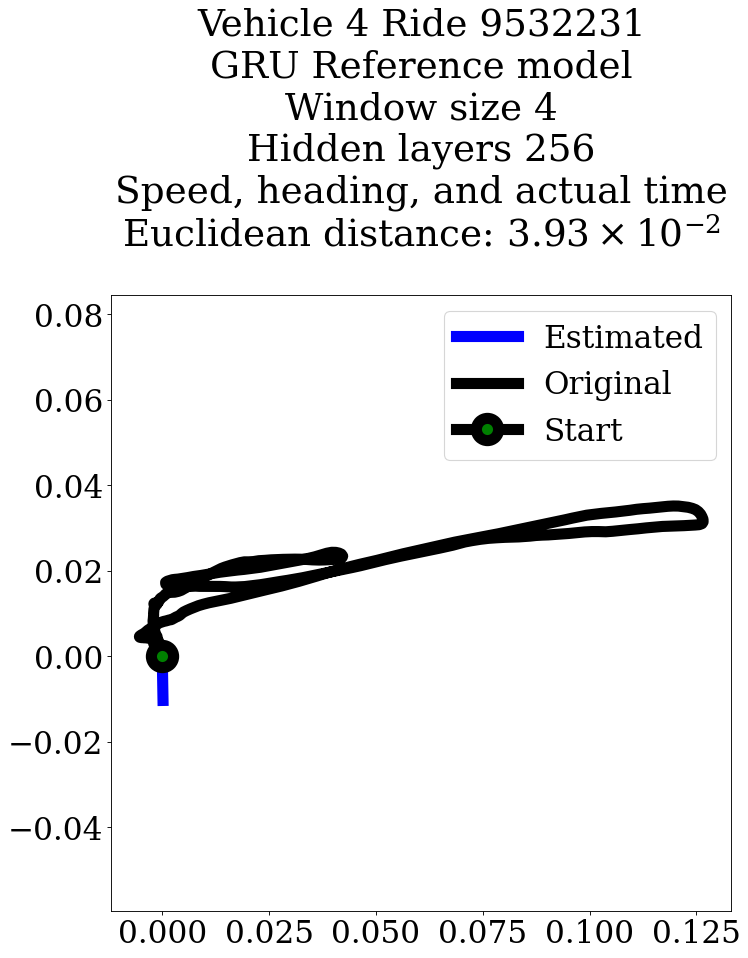 Vehicle 4 Ride 9532231
GRU Reference model
Window size 4
Hidden layers 256
Speed, heading, and actual time
Euclidean distance: 3.93 × 10⁻²
0.08
0.06
0.04
0.02
0.00
−0.02
−0.04
Estimated
Original
Start
0.000 0.025 0.050 0.075 0.100 0.125